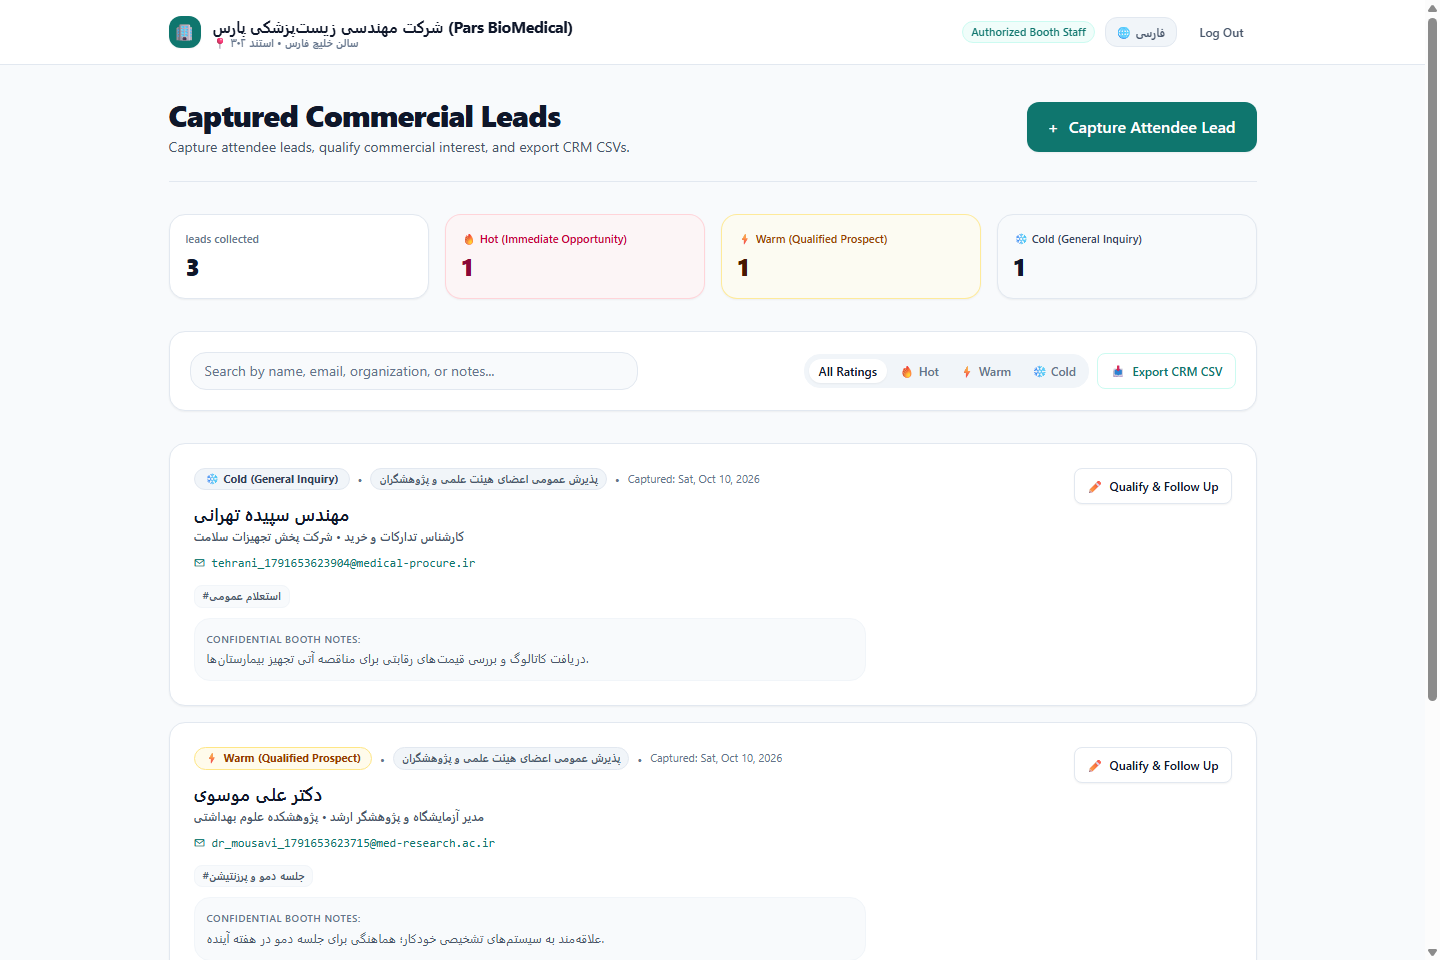 شرکت مهندسی زیست‌پزشکی پارس (Pars BioMedical)
سالن خلیج فارس • استند ۳۰۲
Authorized Booth Staff
فارسی
Log Out
Captured Commercial Leads
Capture attendee leads, qualify commercial interest, and export CRM CSVs.
+ Capture Attendee Lead
leads collected
3
Hot (Immediate Opportunity)
1
Warm (Qualified Prospect)
1
Cold (General Inquiry)
1
Search by name, email, organization, or notes...
All Ratings
Hot
Warm
Cold
Export CRM CSV
Cold (General Inquiry) • پذیرش عمومی اعضای هیئت علمی و پژوهشگران • Captured: Sat, Oct 10, 2026
Qualify & Follow Up
مهندس سپیده تهرانی
کارشناس تدارکات و خرید • شرکت پخش تجهیزات سلامت
tehrani_1791653623904@medical-procure.ir
#استعلام عمومی
CONFIDENTIAL BOOTH NOTES:
دریافت کاتالوگ و بررسی قیمت‌های رقابتی برای مناقصه آتی تجهیز بیمارستان‌ها.
Warm (Qualified Prospect) • پذیرش عمومی اعضای هیئت علمی و پژوهشگران • Captured: Sat, Oct 10, 2026
Qualify & Follow Up
دکتر علی موسوی
مدیر آزمایشگاه و پژوهشگر ارشد • پژوهشکده علوم بهداشتی
dr_mousavi_1791653623715@med-research.ac.ir
#جلسه دمو و پرزنتیشن
CONFIDENTIAL BOOTH NOTES:
علاقه‌مند به سیستم‌های تشخیصی خودکار؛ هماهنگی برای جلسه دمو در هفته آینده.